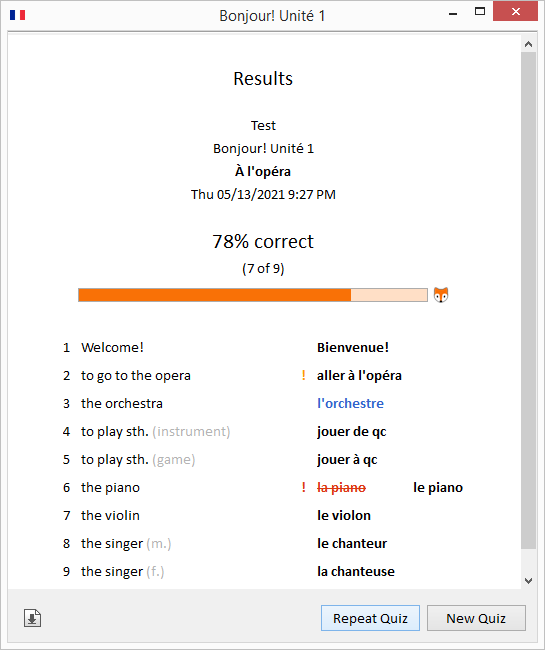 Bonjour! Unité 1
Results
Test
Bonjour! Unité 1
À l'opéra
Thu 05/13/2021 9:27 PM
78% correct
(7 of 9)
1 Welcome! Bienvenue!
2 to go to the opera ! aller à l'opéra
3 the orchestra l'orchestre
4 to play sth. (instrument) jouer de qc
5 to play sth. (game) jouer à qc
6 the piano ! la piano le piano
7 the violin le violon
8 the singer (m.) le chanteur
9 the singer (f.) la chanteuse
Repeat Quiz New Quiz